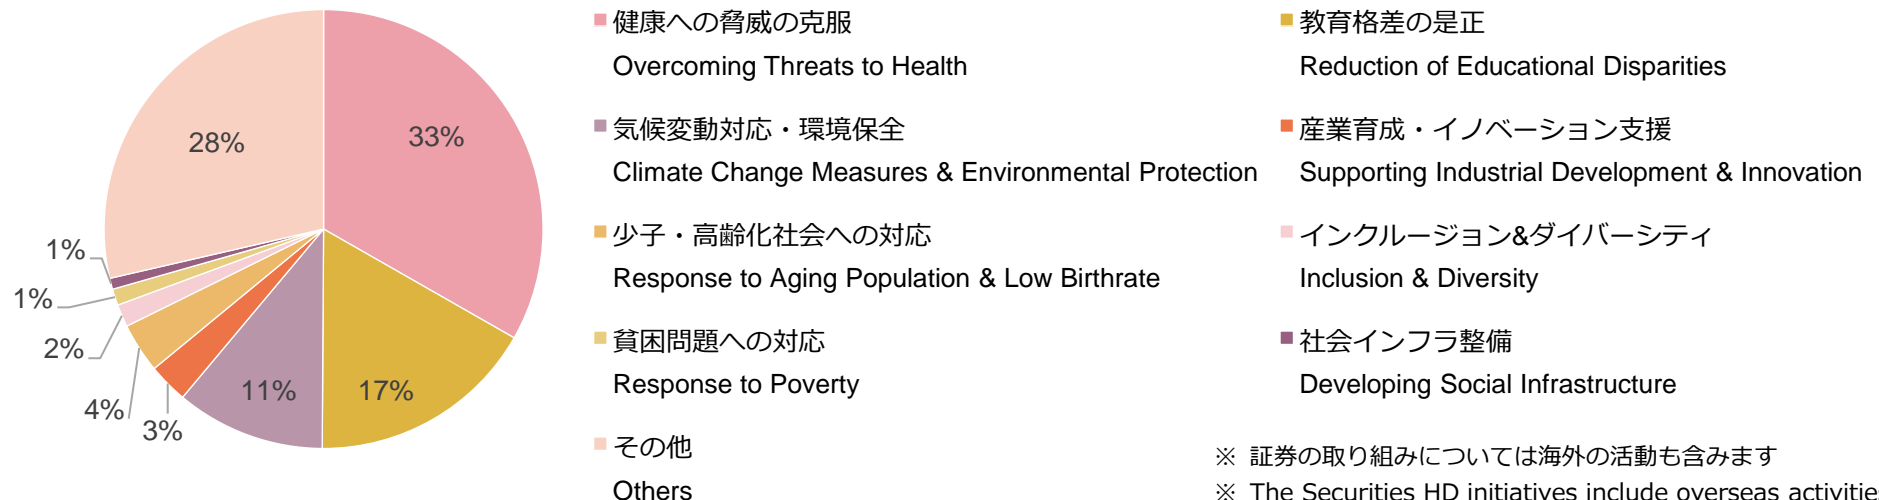 33%
28%
17%
11%
3%
4%
2%
1%
1%
健康への脅威の克服
Overcoming Threats to Health
教育格差の是正
Reduction of Educational Disparities
気候変動対応・環境保全
Climate Change Measures & Environmental Protection
産業育成・イノベーション支援
Supporting Industrial Development & Innovation
少子・高齢化社会への対応
Response to Aging Population & Low Birthrate
インクルージョン&ダイバーシティ
Inclusion & Diversity
貧困問題への対応
Response to Poverty
社会インフラ整備
Developing Social Infrastructure
その他
Others
※ 証券の取り組みについては海外の活動も含みます
※ The Securities HD initiatives include overseas activities